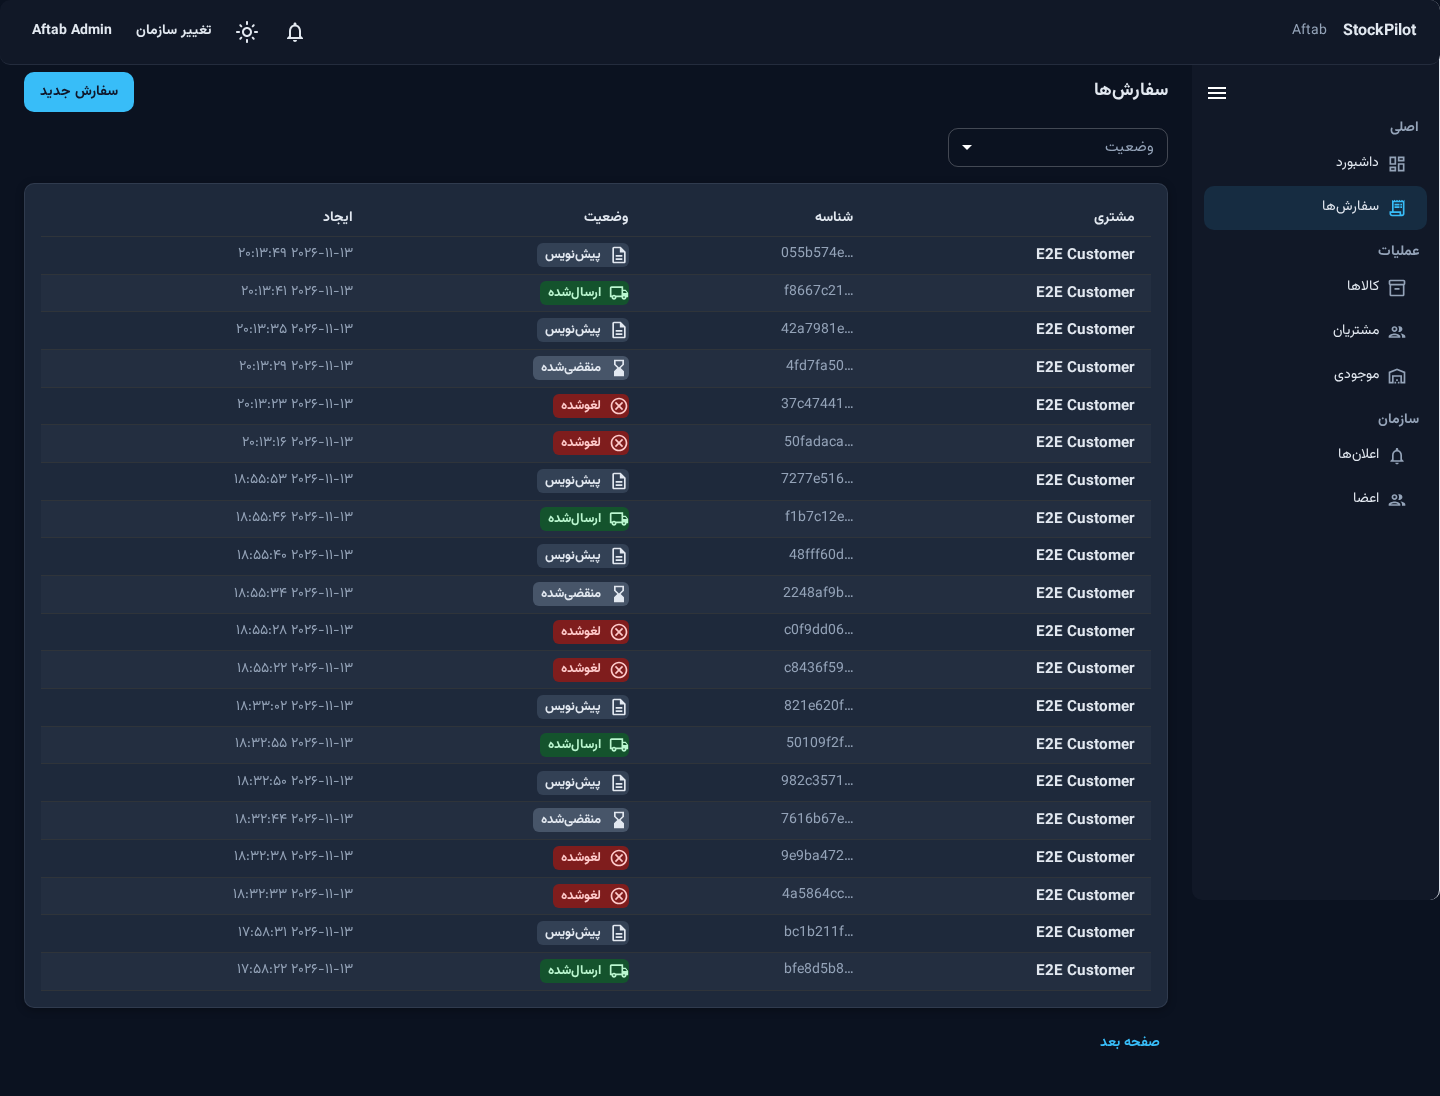 StockPilot Aftab تغییر سازمان Aftab Admin
اصلی
داشبورد
سفارش‌ها
عملیات
کالاها
مشتریان
موجودی
سازمان
اعلان‌ها
اعضا
سفارش‌ها سفارش جدید
وضعیت
مشتری شناسه وضعیت ایجاد
E2E Customer 055b574e… پیش‌نویس ۲۰۲۶-۱۱-۱۳ ۲۰:۱۳:۴۹
E2E Customer f8667c21… ارسال‌شده ۲۰۲۶-۱۱-۱۳ ۲۰:۱۳:۴۱
E2E Customer 42a7981e… پیش‌نویس ۲۰۲۶-۱۱-۱۳ ۲۰:۱۳:۳۵
E2E Customer 4fd7fa50… منقضی‌شده ۲۰۲۶-۱۱-۱۳ ۲۰:۱۳:۲۹
E2E Customer 37c47441… لغوشده ۲۰۲۶-۱۱-۱۳ ۲۰:۱۳:۲۳
E2E Customer 50fadaca… لغوشده ۲۰۲۶-۱۱-۱۳ ۲۰:۱۳:۱۶
E2E Customer 7277e516… پیش‌نویس ۲۰۲۶-۱۱-۱۳ ۱۸:۵۵:۵۳
E2E Customer f1b7c12e… ارسال‌شده ۲۰۲۶-۱۱-۱۳ ۱۸:۵۵:۴۶
E2E Customer 48fff60d… پیش‌نویس ۲۰۲۶-۱۱-۱۳ ۱۸:۵۵:۴۰
E2E Customer 2248af9b… منقضی‌شده ۲۰۲۶-۱۱-۱۳ ۱۸:۵۵:۳۴
E2E Customer c0f9dd06… لغوشده ۲۰۲۶-۱۱-۱۳ ۱۸:۵۵:۲۸
E2E Customer c8436f59… لغوشده ۲۰۲۶-۱۱-۱۳ ۱۸:۵۵:۲۲
E2E Customer 821e620f… پیش‌نویس ۲۰۲۶-۱۱-۱۳ ۱۸:۳۳:۰۲
E2E Customer 50109f2f… ارسال‌شده ۲۰۲۶-۱۱-۱۳ ۱۸:۳۲:۵۵
E2E Customer 982c3571… پیش‌نویس ۲۰۲۶-۱۱-۱۳ ۱۸:۳۲:۵۰
E2E Customer 7616b67e… منقضی‌شده ۲۰۲۶-۱۱-۱۳ ۱۸:۳۲:۴۴
E2E Customer 9e9ba472… لغوشده ۲۰۲۶-۱۱-۱۳ ۱۸:۳۲:۳۸
E2E Customer 4a5864cc… لغوشده ۲۰۲۶-۱۱-۱۳ ۱۸:۳۲:۳۳
E2E Customer bc1b211f… پیش‌نویس ۲۰۲۶-۱۱-۱۳ ۱۷:۵۸:۳۱
E2E Customer bfe8d5b8… ارسال‌شده ۲۰۲۶-۱۱-۱۳ ۱۷:۵۸:۲۲
صفحه بعد